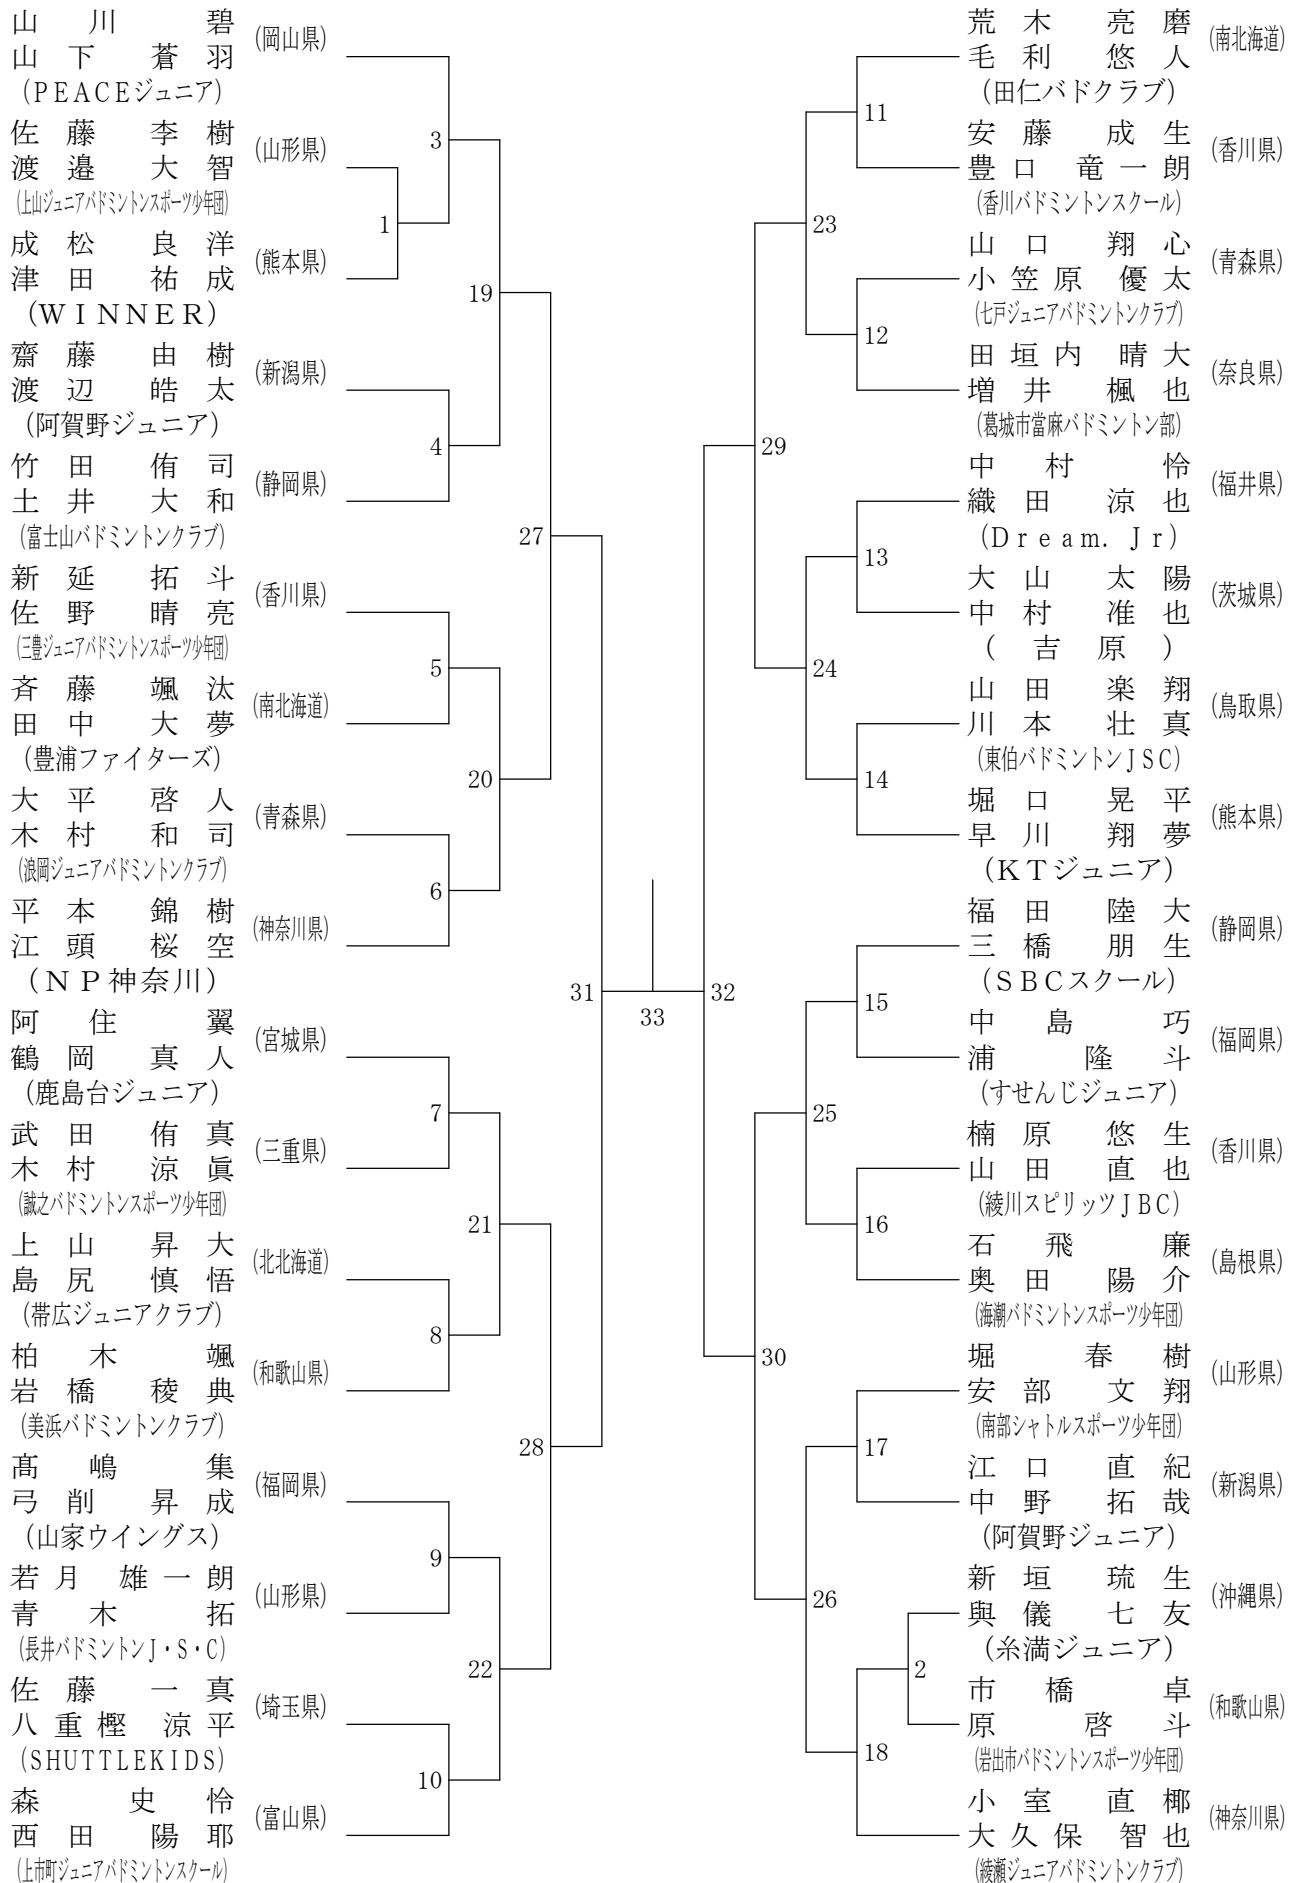 山川 碧
山下 蒼羽
(岡山県)
(PEACEジュニア)
佐藤 李樹
渡邉 大智
(山形県)
(上山ジュニアバドミントンスポーツ少年団)
成松 良洋
津田 祐成
(熊本県)
(WINNER)
齋藤 由樹
渡辺 皓太
(新潟県)
(阿賀野ジュニア)
竹田 侑司
土井 大和
(静岡県)
(富士山バドミントンクラブ)
新延 拓斗
佐野 晴亮
(香川県)
(三豊ジュニアバドミントンスポーツ少年団)
斉藤 颯汰
田中 大夢
(南北海道)
(豊浦ファイターズ)
大平 啓人
木村 和司
(青森県)
(浪岡ジュニアバドミントンクラブ)
平本 錦樹
江頭 桜空
(神奈川県)
(NP神奈川)
阿住 翼
鶴岡 真人
(宮城県)
(鹿島台ジュニア)
武田 侑真
木村 涼眞
(三重県)
(誠之バドミントンスポーツ少年団)
上山 昇大
島尻 慎悟
(北北海道)
(帯広ジュニアクラブ)
柏木 颯
岩橋 稜典
(和歌山県)
(美浜バドミントンクラブ)
髙嶋 集
弓削 昇成
(福岡県)
(山家ウイングス)
若月 雄一朗
青木 拓
(山形県)
(長井バドミントンJ・S・C)
佐藤 一真
八重樫 涼平
(埼玉県)
(SHUTTLEKIDS)
森 史怜
西田 陽耶
(富山県)
(上市町ジュニアバドミントンスクール)
1
3
4
5
6
7
8
9
10
19
20
21
22
27
28
31
33
32
29
30
23
24
25
26
11
12
13
14
15
16
17
18
2
荒木 亮磨
毛利 悠人
(南北海道)
(田仁バドクラブ)
安藤 成生
豊口 竜一朗
(香川県)
(香川バドミントンスクール)
山口 翔心
小笠原 優太
(青森県)
(七戸ジュニアバドミントンクラブ)
田垣内 晴大
増井 楓也
(奈良県)
(葛城市當麻バドミントン部)
中村 怜
織田 涼也
(福井県)
(Dream. Jr)
大山 太陽
中村 准也
(茨城県)
(吉原)
山田 楽翔
川本 壮真
(鳥取県)
(東伯バドミントンJSC)
堀口 晃平
早川 翔夢
(熊本県)
(KTジュニア)
福田 陸大
三橋 朋生
(静岡県)
(SBCスクール)
中島 巧
浦 隆斗
(福岡県)
(すせんじジュニア)
楠原 悠生
山田 直也
(香川県)
(綾川スピリッツJBC)
石飛 廉
奥田 陽介
(島根県)
(海潮バドミントンスポーツ少年団)
堀 春樹
安部 文翔
(山形県)
(南部シャトルスポーツ少年団)
江口 直紀
中野 拓哉
(新潟県)
(阿賀野ジュニア)
新垣 琉生
與儀 七友
(沖縄県)
(糸満ジュニア)
市橋 卓
原 啓斗
(和歌山県)
(岩出市バドミントンスポーツ少年団)
小室 直椰
大久保 智也
(神奈川県)
(綾瀬ジュニアバドミントンクラブ)